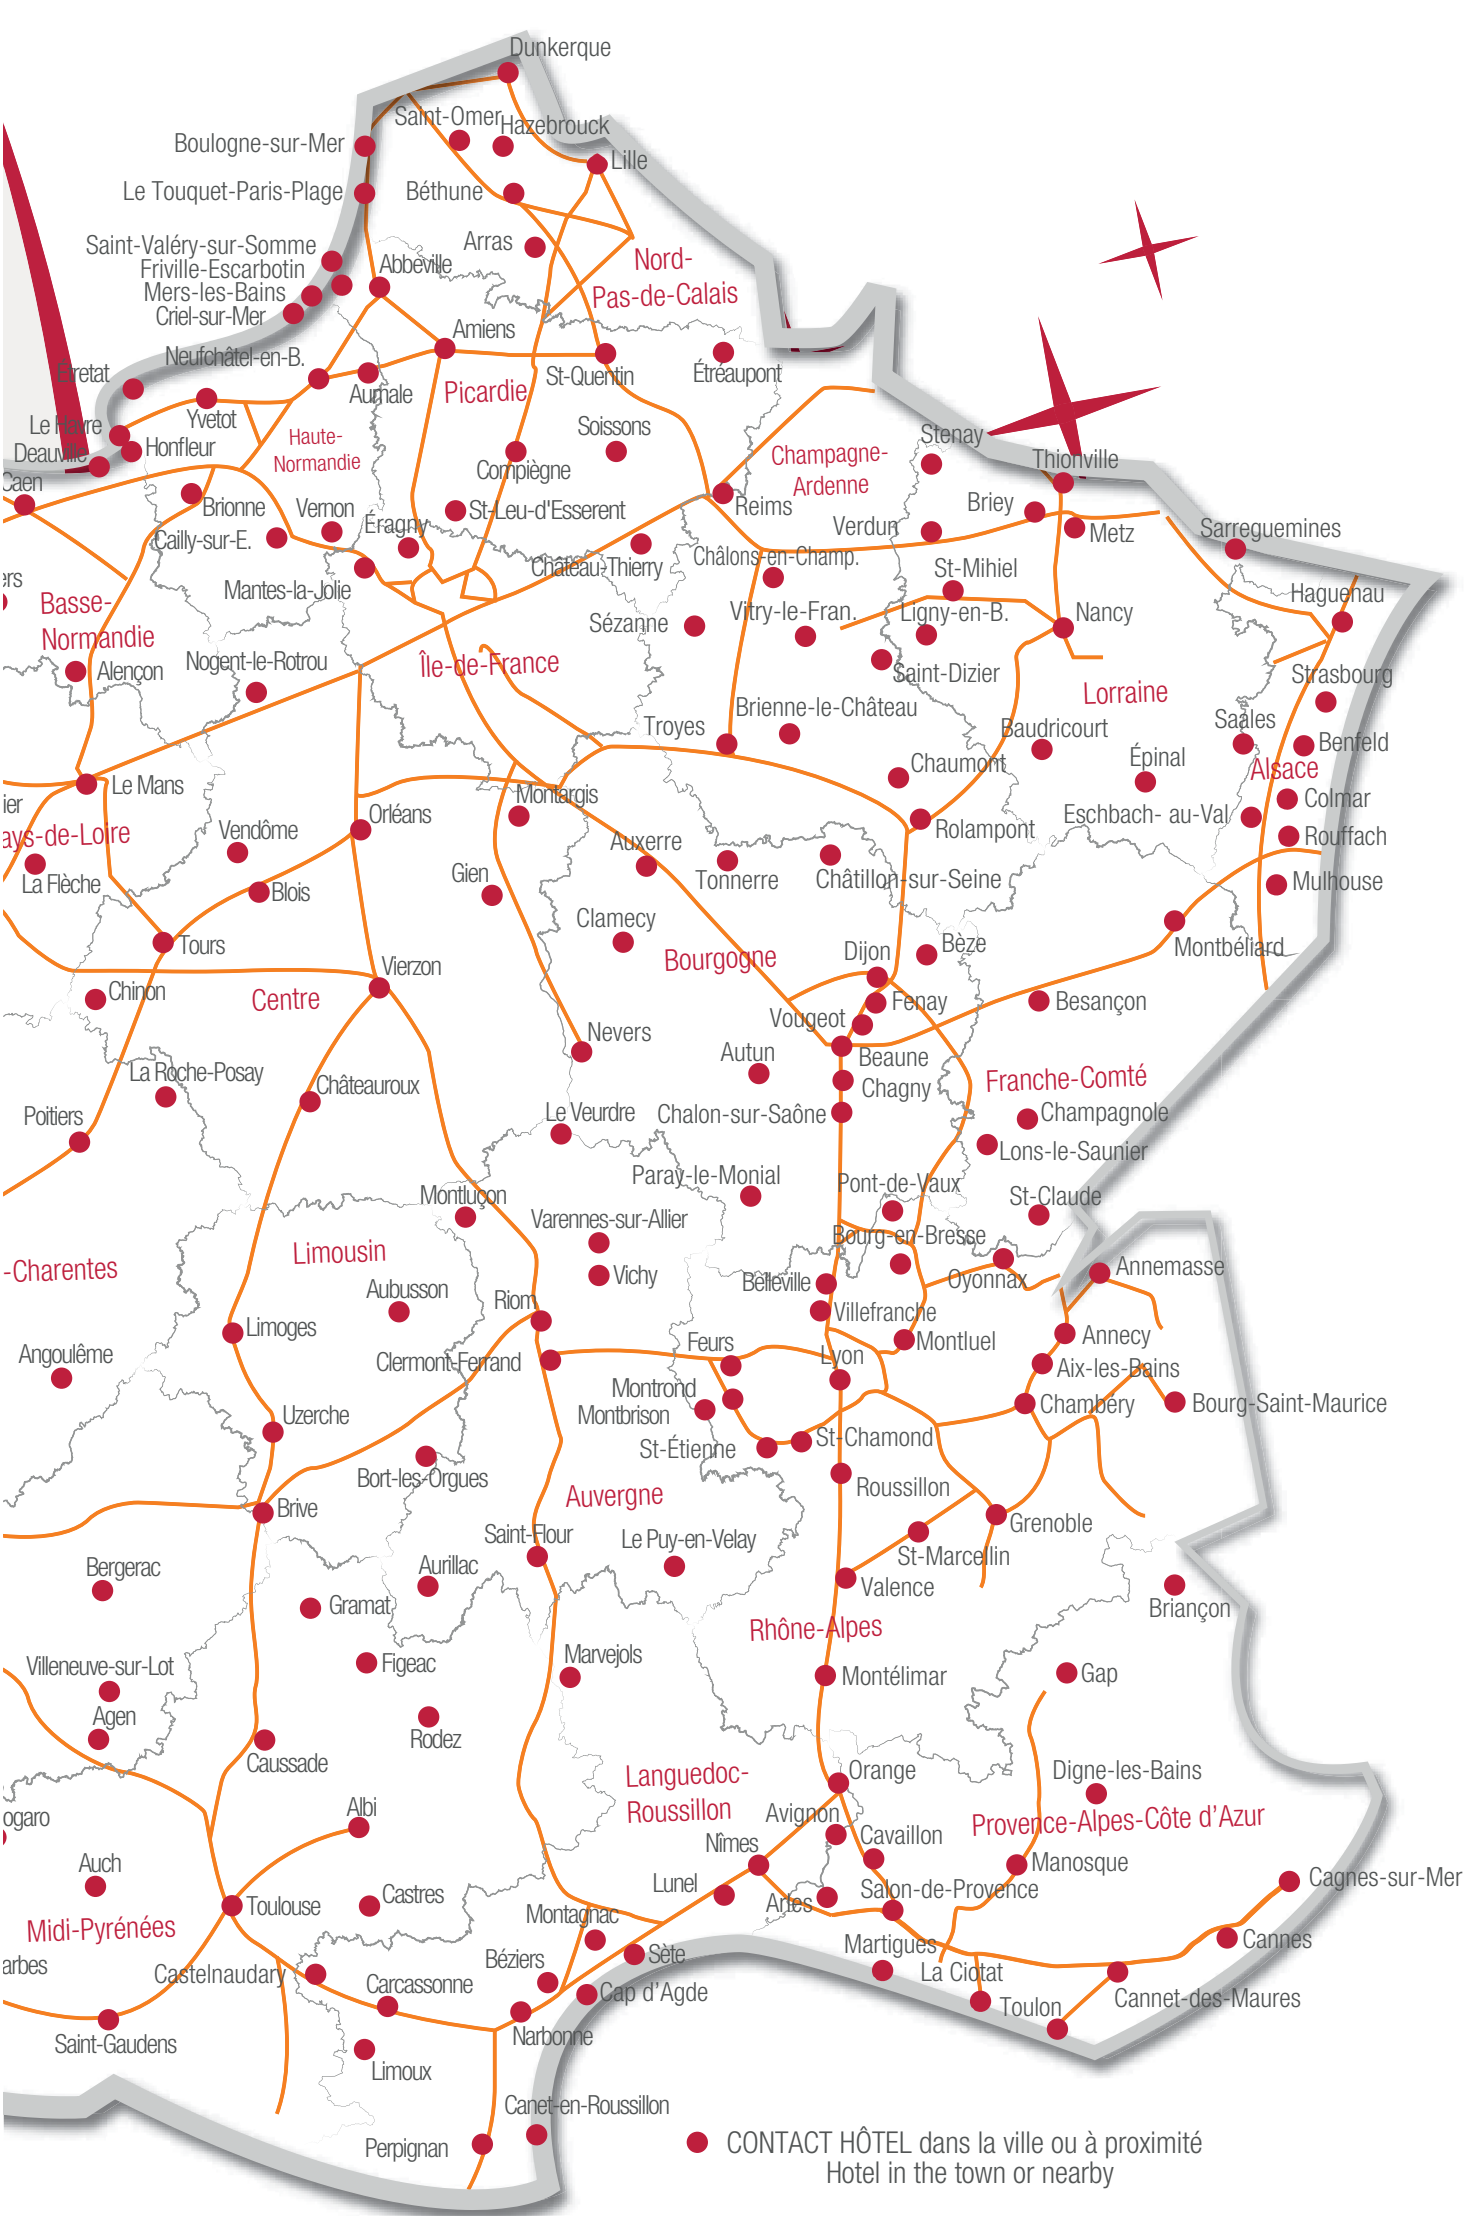 Dunkerque
Saint-Omer
Hazebrouck
Boulogne-sur-Mer
Lille
Le Touquet-Paris-Plage
Béthune
Arras
Saint-Valéry-sur-Somme
Friville-Escarbotin
Abbeville
Nord-
Pas-de-Calais
Mers-les-Bains
Criel-sur-Mer
Amiens
Neufchâtel-en-B.
Étretat
Aumale
Picardie
St-Quentin
Étréaupont
Yvetot
Le Havre
Honfleur
Deauville
Haute-
Normandie
Soissons
Compiègne
Champagne-
Ardenne
Stenay
Thionville
Caen
Brionne
Vernon
Éragny
St-Leu-d'Esserent
Reims
Briey
Verdun
Metz
Sarreguemines
Cailly-sur-E.
Château-Thierry
Châlons-en-Champ.
St-Mihiel
ers
Basse-
Normandie
Mantes-la-Jolie
Sézanne
Vitry-le-Fran.
Ligny-en-B.
Nancy
Haguenau
Alençon
Nogent-le-Rotrou
Île-de-France
Saint-Dizier
Lorraine
Strasbourg
Brienne-le-Château
Troyes
Baudricourt
Saales
Benfeld
Chaumont
Épinal
Alsace
Le Mans
Montargis
Colmar
ier
Orléans
Eschbach- au-Val
ays-de-Loire
Vendôme
Auxerre
Rolampont
Rouffach
La Flèche
Blois
Gien
Tonnerre
Châtillon-sur-Seine
Mulhouse
Clamecy
Tours
Bourgogne
Dijon
Bèze
Montbéliard
Vierzon
Chinon
Centre
Fenay
Besançon
Vougeot
Nevers
Autun
Beaune
La Roche-Posay
Châteauroux
Chagny
Franche-Comté
Poitiers
Le Veurdre
Chalon-sur-Saône
Champagnole
Lons-le-Saunier
Paray-le-Monial
Pont-de-Vaux
St-Claude
Montluçon
Varennes-sur-Allier
Bourg-en-Bresse
Limousin
-Charentes
Vichy
Belleville
Oyonnax
Annemasse
Aubusson
Riom
Villefranche
Limoges
Montluel
Annecy
Angoulême
Clermont-Ferrand
Feurs
Lyon
Aix-les-Bains
Montrond
Chambéry
Bourg-Saint-Maurice
Uzerche
Montbrison
St-Étienne
St-Chamond
Bort-les-Orgues
Auvergne
Roussillon
Brive
Grenoble
Saint-Flour
Le Puy-en-Velay
St-Marcellin
Bergerac
Aurillac
Valence
Gramat
Briançon
Rhône-Alpes
Villeneuve-sur-Lot
Figeac
Marvejols
Montélimar
Gap
Agen
Rodez
Caussade
Languedoc-
Roussillon
Orange
Digne-les-Bains
ogaro
Albi
Avignon
Provence-Alpes-Côte d'Azur
Cavaillon
Nîmes
Auch
Manosque
Lunel
Cagnes-sur-Mer
Toulouse
Castres
Arles
Salon-de-Provence
Midi-Pyrénées
Montagnac
Cannes
arbes
Castelnaudary
Béziers
Sète
Martigues
La Ciotat
Carcassonne
Cap d'Agde
Toulon
Cannet-des-Maures
Saint-Gaudens
Narbonne
Limoux
Canet-en-Roussillon
Perpignan
CONTACT HÔTEL dans la ville ou à proximité
Hotel in the town or nearby